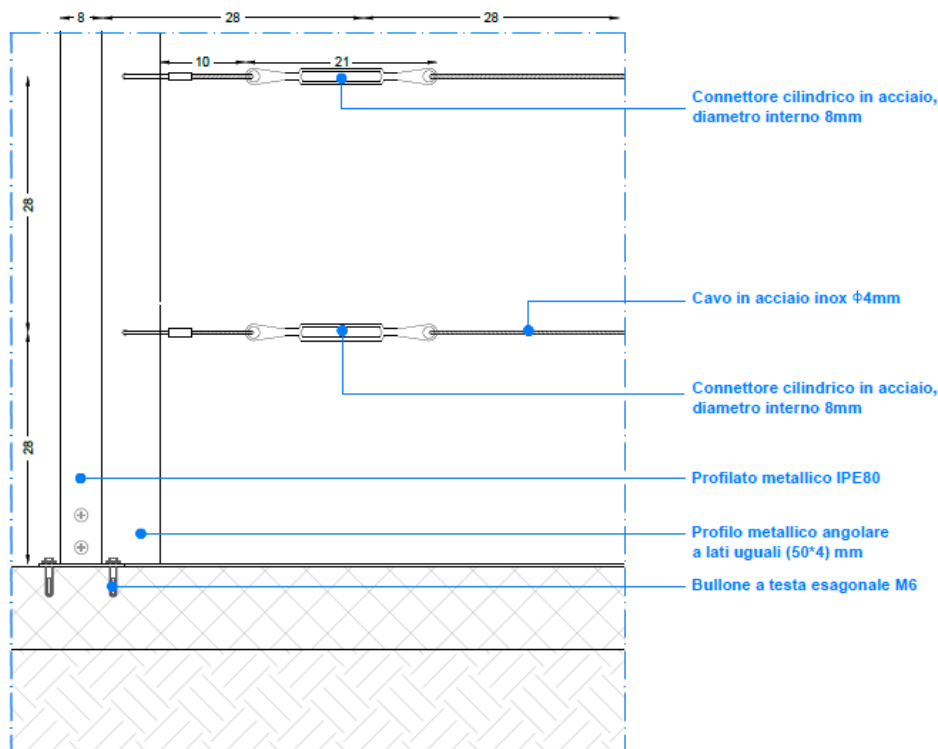 8
28
28
10
21
Connettore cilindrico in acciaio,
diametro interno 8mm
28
Cavo in acciaio inox ϕ4mm
Connettore cilindrico in acciaio,
diametro interno 8mm
28
Profilato metallico IPE80
Profilo metallico angolare
a lati uguali (50*4) mm
Bullone a testa esagonale M6